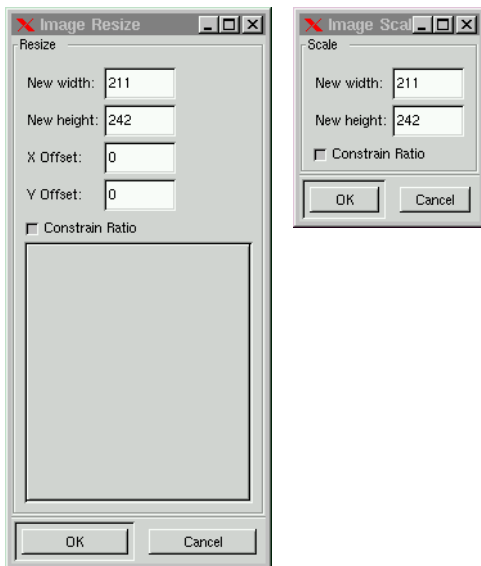 Image Resize
Resize
New width: 211
New height: 242
X Offset: 0
Y Offset: 0
Constrain Ratio
OK Cancel
Image Scal
Scale
New width: 211
New height: 242
Constrain Ratio
OK Cancel